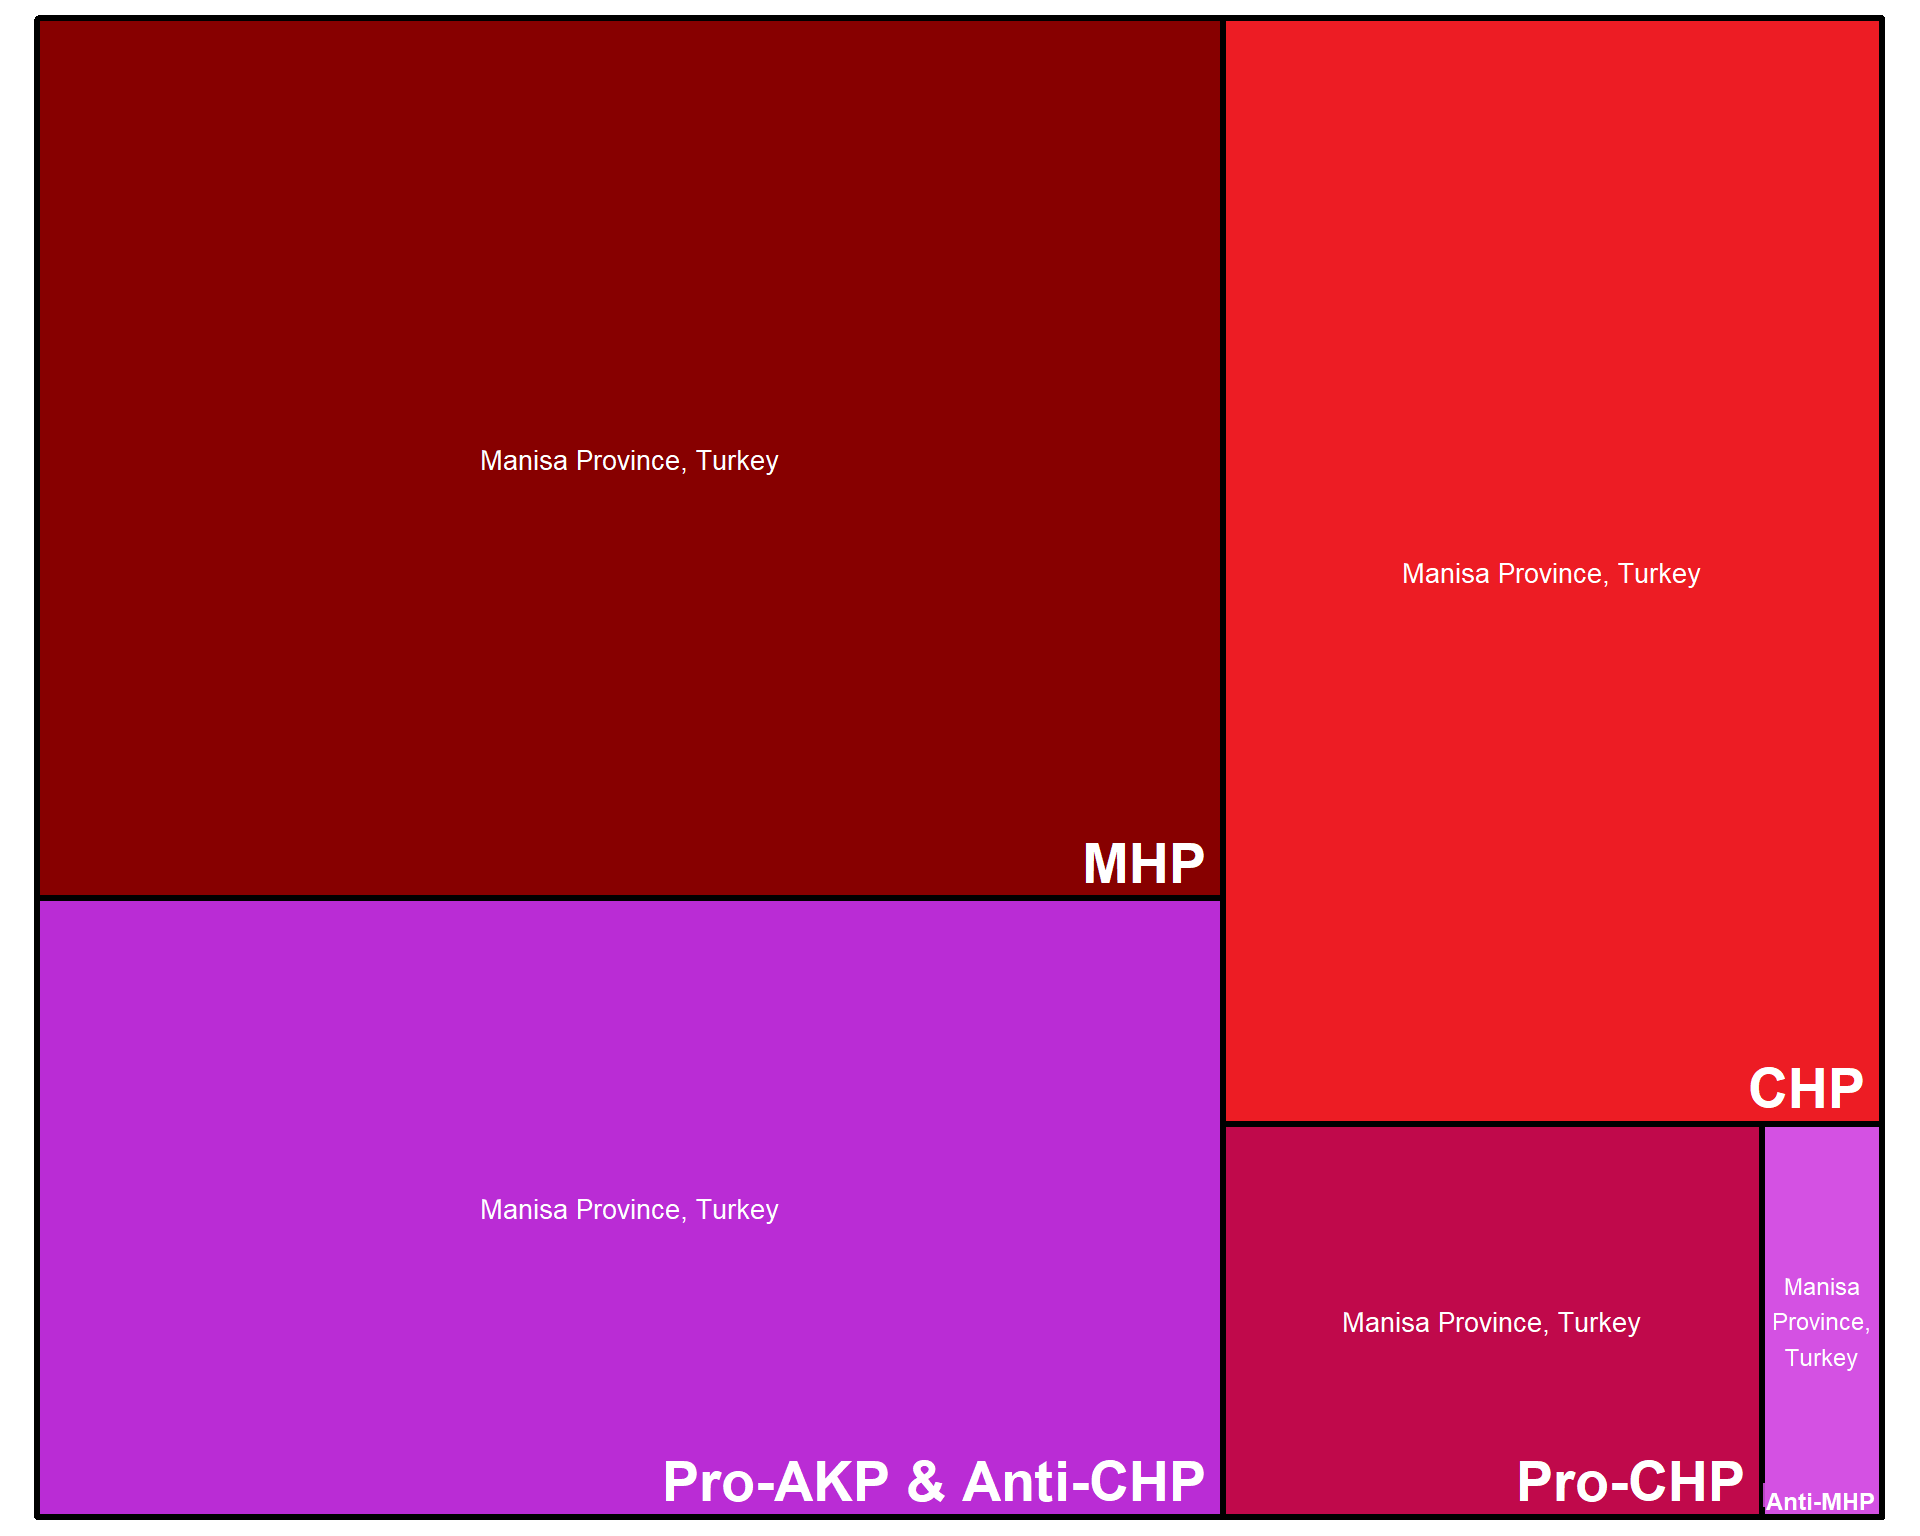 Manisa Province, Turkey
MHP
Manisa Province, Turkey
CHP
Manisa Province, Turkey
Pro-AKP & Anti-CHP
Manisa Province, Turkey
Pro-CHP
Manisa
Province,
Turkey
Anti-MHP